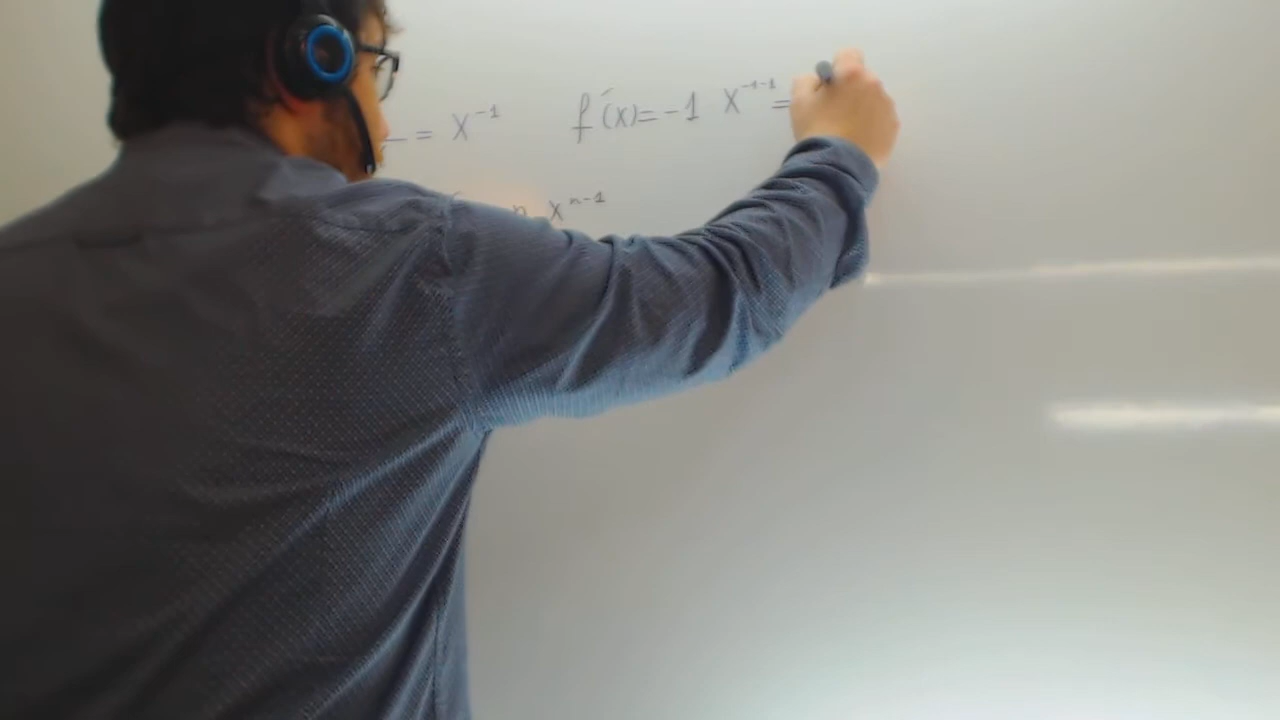 = x⁻¹ f´(x)=-1 x⁻¹⁻¹=
n x^{n-1}